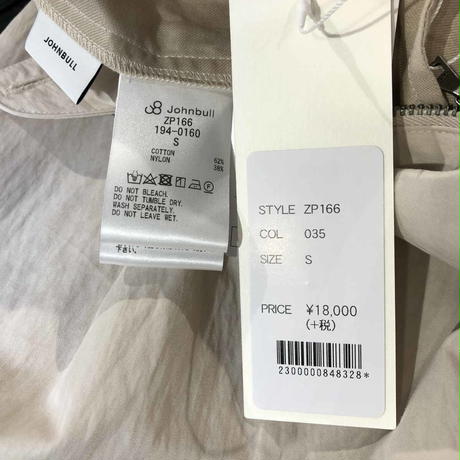 JOHNBULL
Johnbull
ZP166
194-0160
S
COTTON 62%
NYLON 38%
DO NOT BLEACH.
DO NOT TUMBLE DRY.
WASH SEPARATELY.
DO NOT LEAVE WET.
STYLE ZP166
COL 035
SIZE S
PRICE ¥18,000
(+税)
2300000848328*